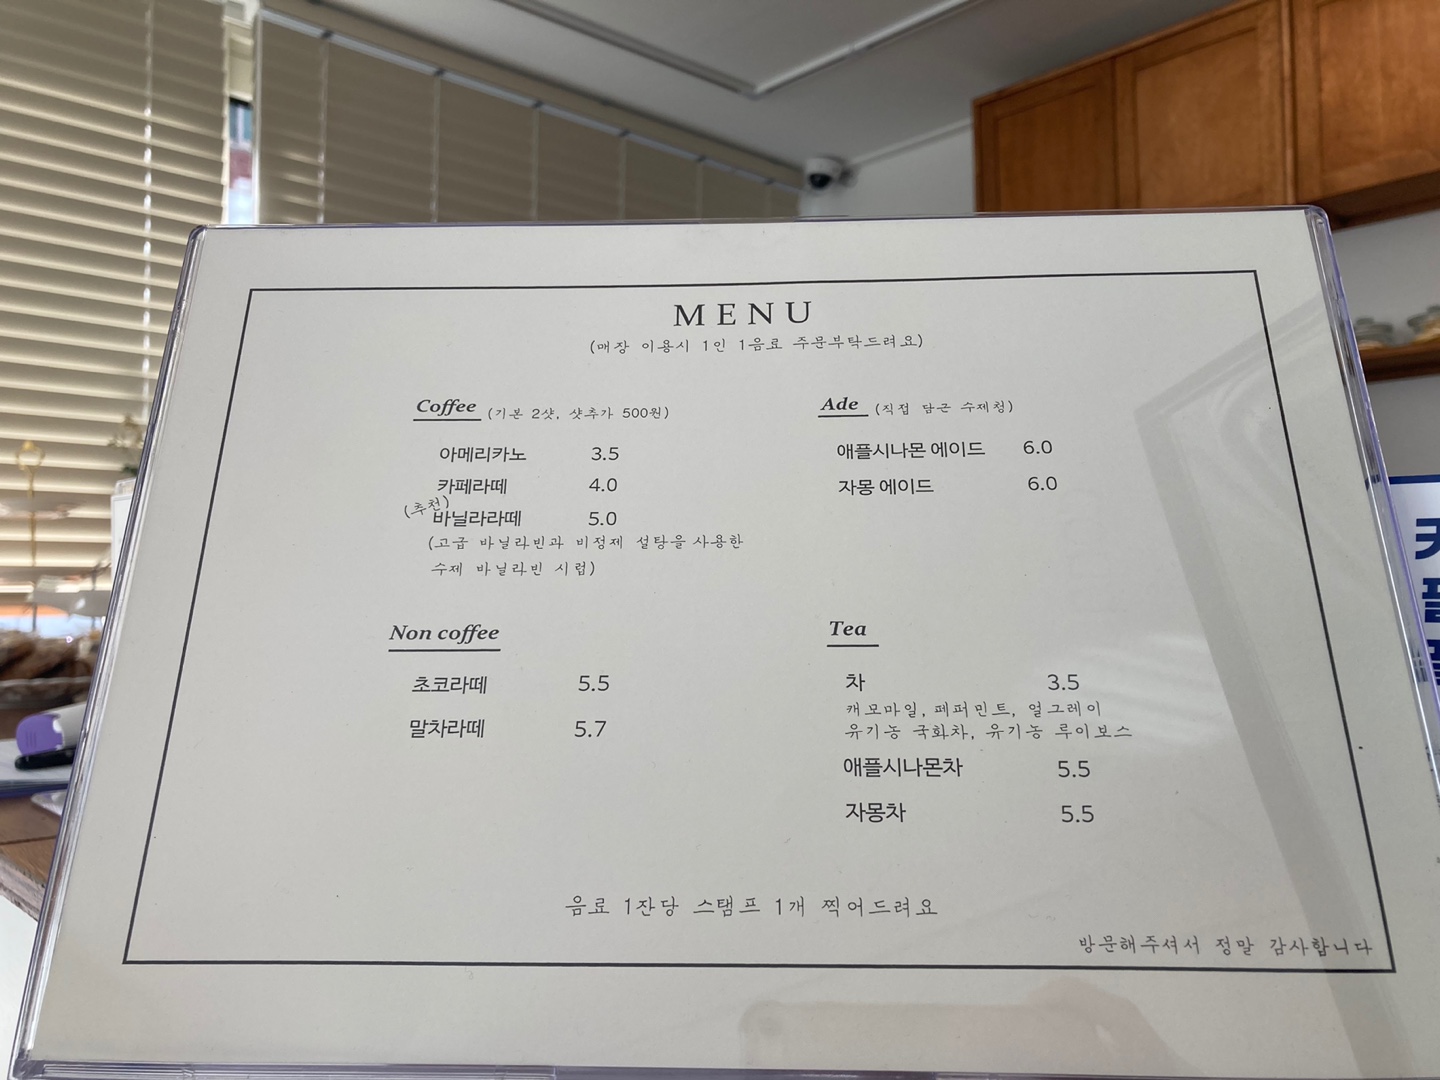 MENU
(매장 이용시 1인 1음료 주문부탁드려요)
Coffee (기본 2샷, 샷추가 500원)
아메리카노 3.5
카페라떼 4.0
(추천)
바닐라라떼 5.0
(고급 바닐라빈과 비정제 설탕을 사용한
수제 바닐라빈 시럽)
Ade (직접 담근 수제청)
애플시나몬 에이드 6.0
자몽 에이드 6.0
Non coffee
초코라떼 5.5
말차라떼 5.7
Tea
차 3.5
캐모마일, 페퍼민트, 얼그레이
유기농 국화차, 유기농 루이보스
애플시나몬차 5.5
자몽차 5.5
음료 1잔당 스탬프 1개 찍어드려요
방문해주셔서 정말 감사합니다